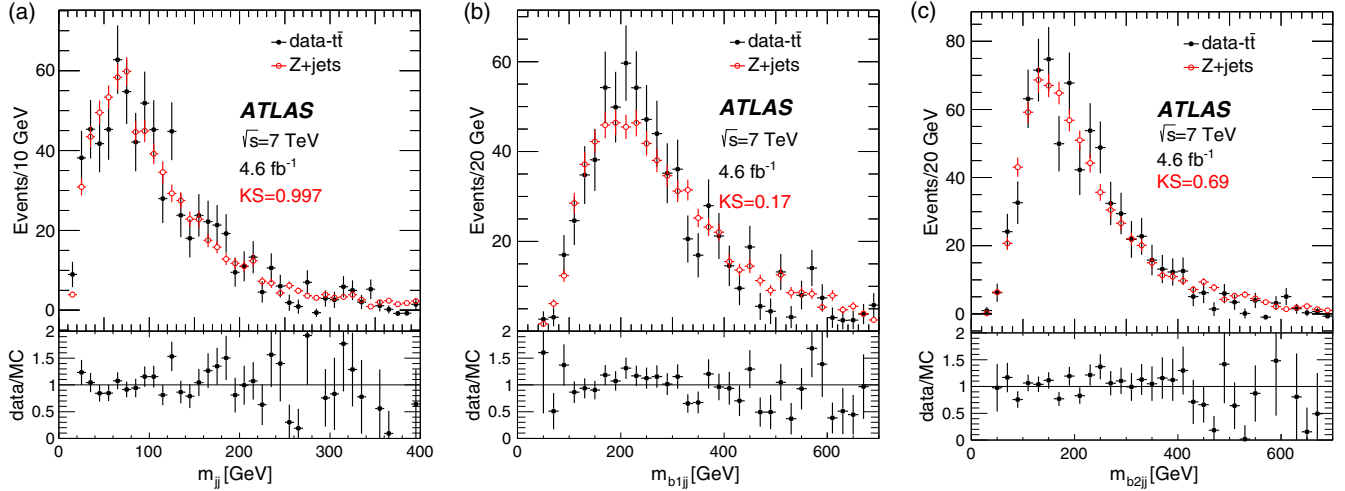 (a)
data-tt̄
Z+jets
ATLAS
√s=7 TeV
4.6 fb⁻¹
KS=0.997
Events/10 GeV
60
40
20
0
data/MC
2
1.5
1
0.5
0
0 100 200 300 400
m_jj [GeV]
(b)
data-tt̄
Z+jets
ATLAS
√s=7 TeV
4.6 fb⁻¹
KS=0.17
Events/20 GeV
60
40
20
0
data/MC
2
1.5
1
0.5
0
0 200 400 600
m_b1jj [GeV]
(c)
data-tt̄
Z+jets
ATLAS
√s=7 TeV
4.6 fb⁻¹
KS=0.69
Events/20 GeV
80
60
40
20
0
data/MC
2
1.5
1
0.5
0
0 200 400 600
m_b2jj [GeV]